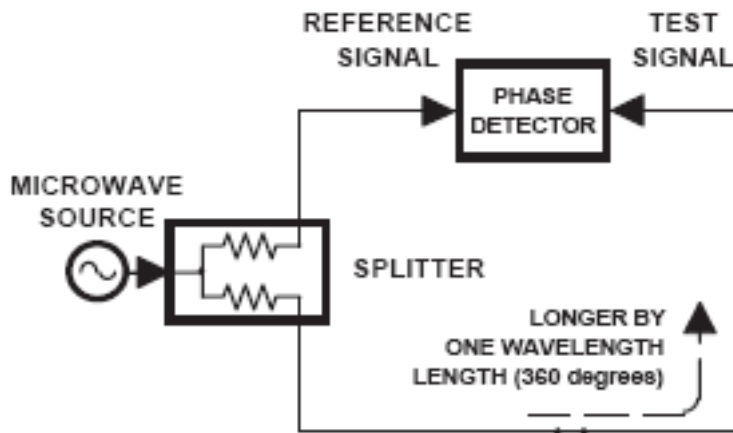 REFERENCE
SIGNAL
TEST
SIGNAL
PHASE
DETECTOR
MICROWAVE
SOURCE
SPLITTER
LONGER BY
ONE WAVELENGTH
LENGTH (360 degrees)